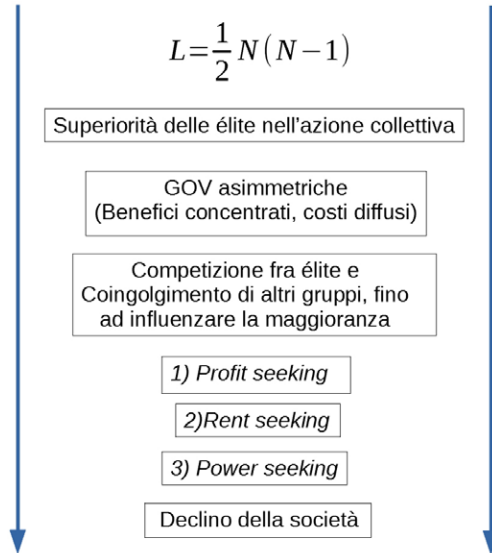 L=1/2 N(N−1)
Superiorità delle élite nell'azione collettiva
GOV asimmetriche
(Benefici concentrati, costi diffusi)
Competizione fra élite e
Coingolgimento di altri gruppi, fino
ad influenzare la maggioranza
1) Profit seeking
2)Rent seeking
3) Power seeking
Declino della società